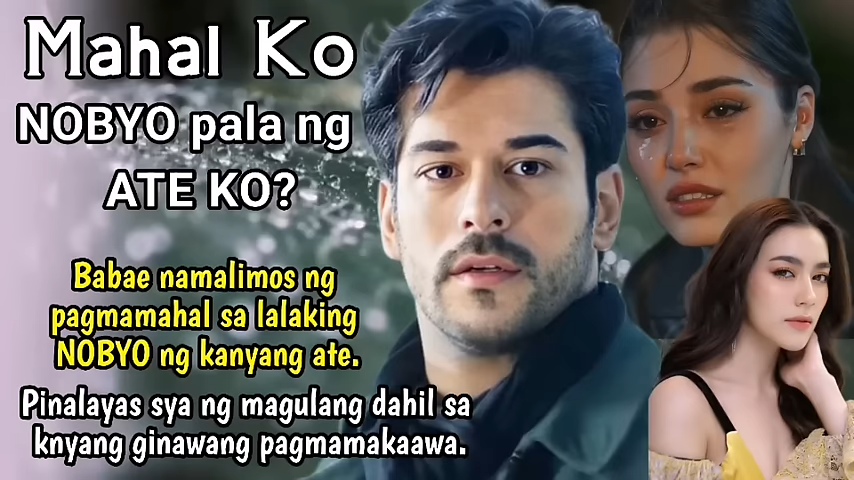 Mahal Ko
NOBYO pala ng
ATE KO?
Babae namalimos ng
pagmamahal sa lalaking
NOBYO ng kanyang ate.
Pinalayas sya ng magulang dahil sa
knyang ginawang pagmamakaawa.